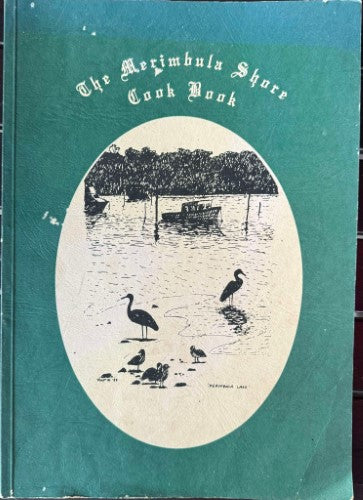 The Merimbula Shore
Cook Book
MERIMBULA LAKE